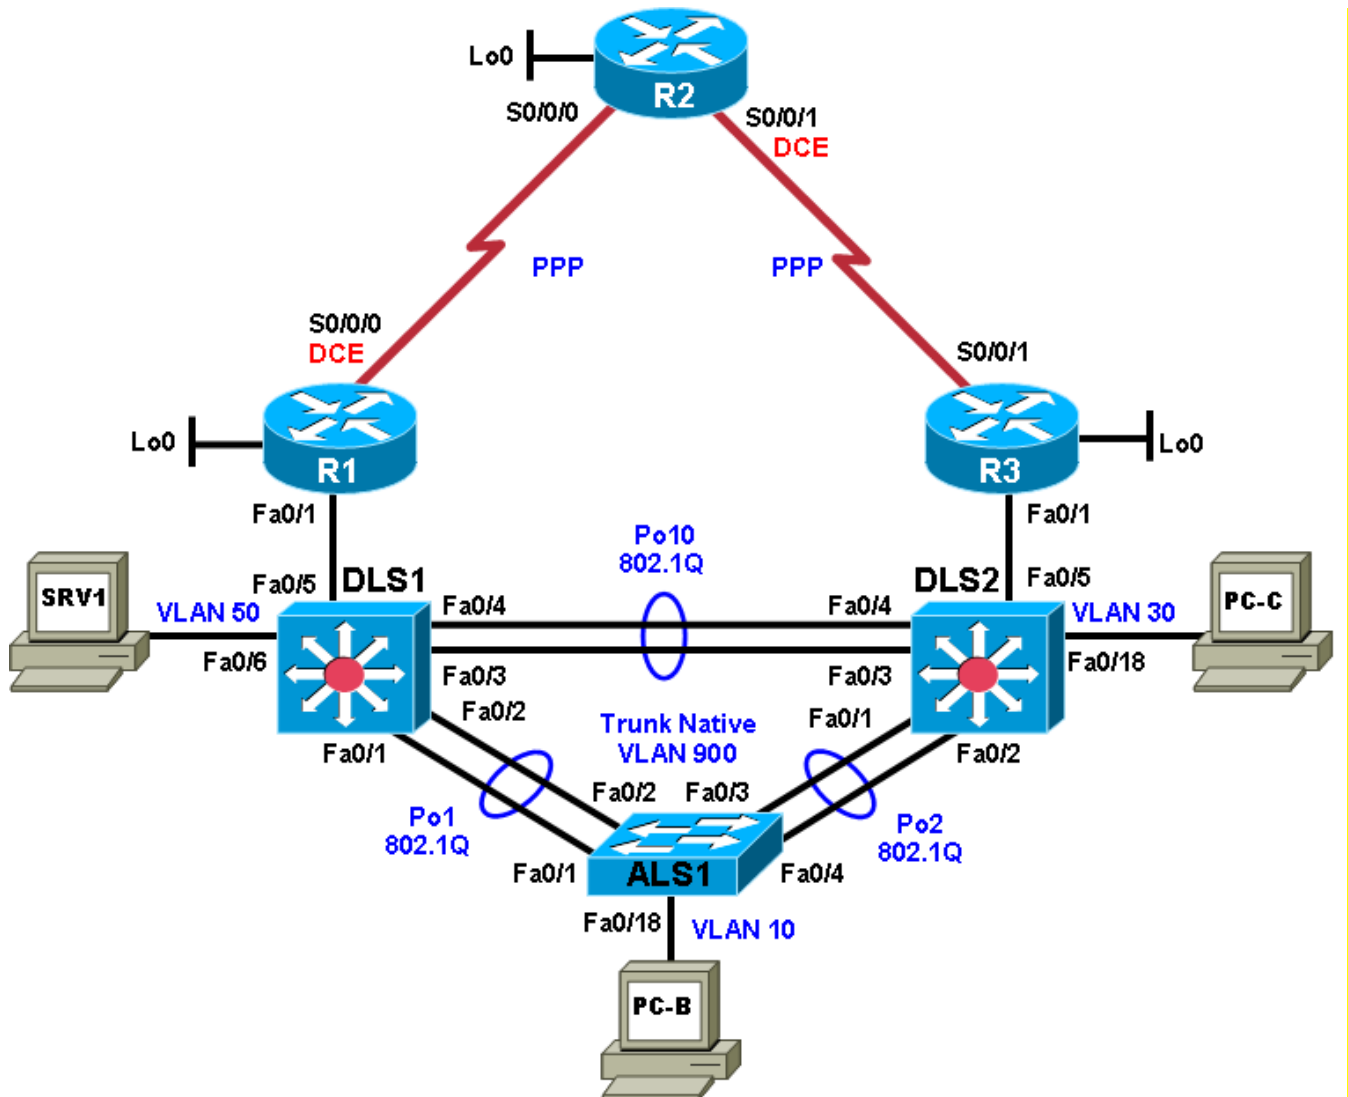 Lo0
R2
S0/0/0
S0/0/1
DCE
PPP
PPP
S0/0/0
DCE
S0/0/1
Lo0
R1
R3
Lo0
Fa0/1
Fa0/1
Po10
802.1Q
Fa0/5
DLS1
DLS2
Fa0/5
SRV1
VLAN 50
Fa0/4
Fa0/4
VLAN 30
PC-C
Fa0/6
Fa0/3
Fa0/3
Fa0/18
Fa0/2
Trunk Native
VLAN 900
Fa0/1
Fa0/1
Fa0/2
Fa0/2
Fa0/3
Po1
802.1Q
Po2
802.1Q
Fa0/1
ALS1
Fa0/4
Fa0/18
VLAN 10
PC-B